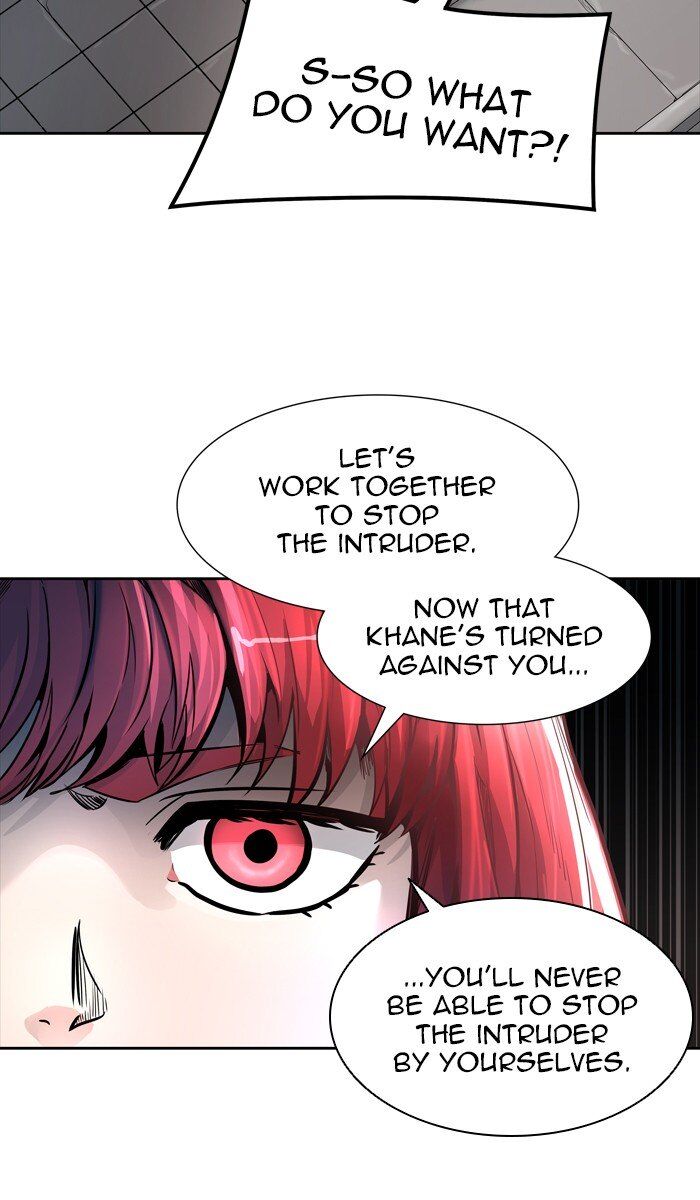 S-SO WHAT
DO YOU WANT?!
LET'S
WORK TOGETHER
TO STOP
THE INTRUDER.
NOW THAT
KHANE'S TURNED
AGAINST YOU...
...YOU'LL NEVER
BE ABLE TO STOP
THE INTRUDER
BY YOURSELVES.